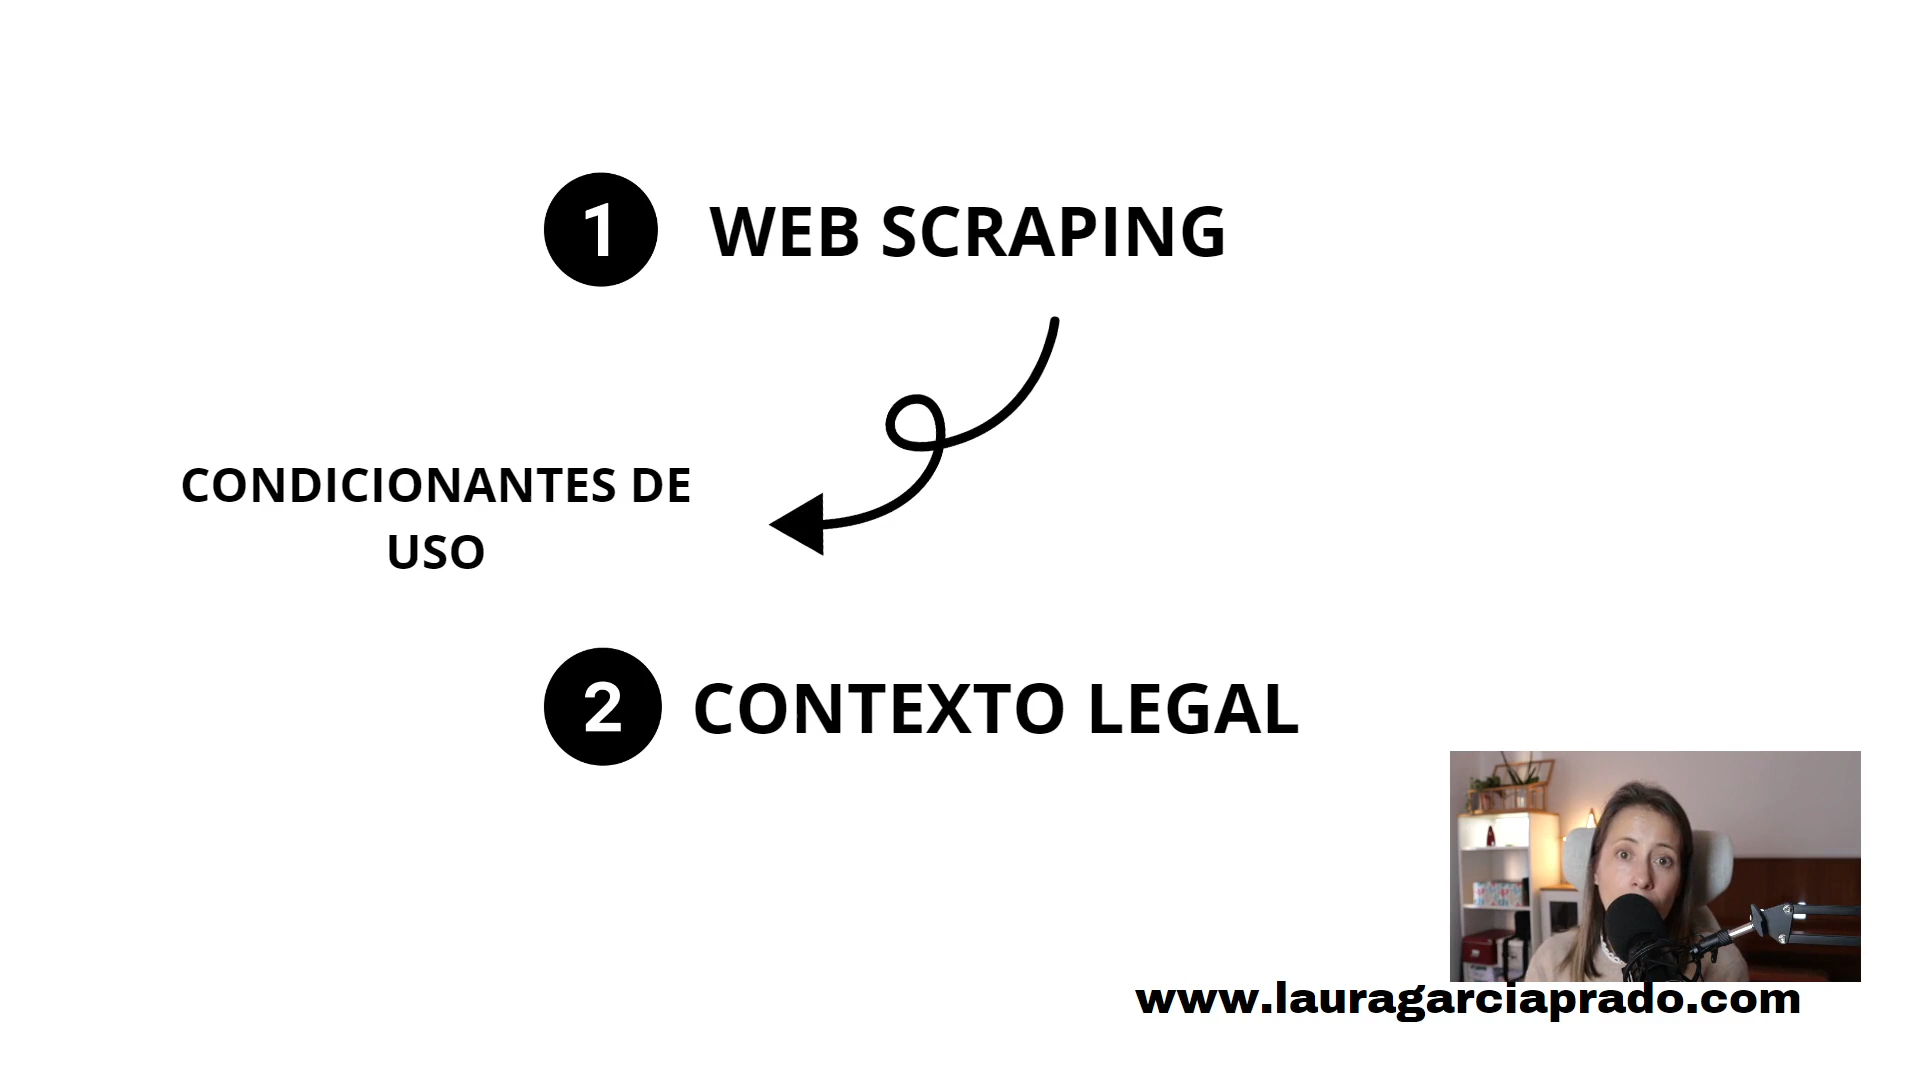 1 WEB SCRAPING
CONDICIONANTES DE
USO
2 CONTEXTO LEGAL
www.lauragarciaprado.com